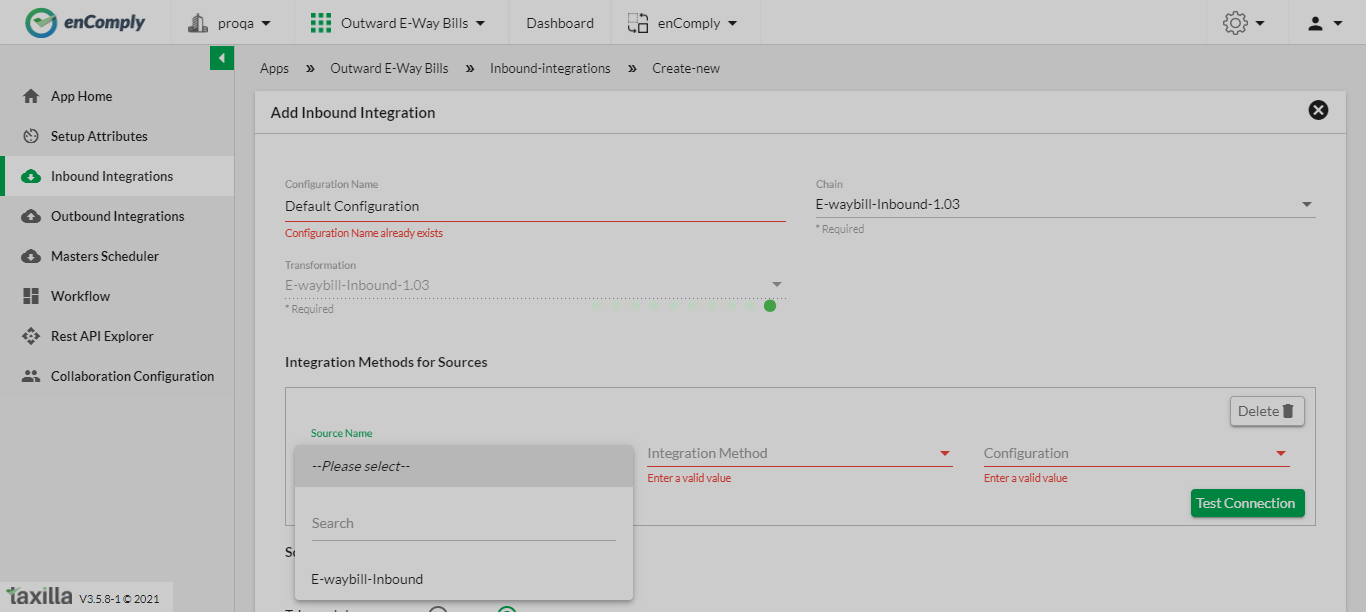 enComply
proqa
Outward E-Way Bills
Dashboard
enComply
Apps » Outward E-Way Bills » Inbound-integrations » Create-new
App Home
Setup Attributes
Inbound Integrations
Outbound Integrations
Masters Scheduler
Workflow
Rest API Explorer
Collaboration Configuration
taxilla V3.5.8-1 © 2021
Add Inbound Integration
Configuration Name
Default Configuration
Configuration Name already exists
Chain
E-waybill-Inbound-1.03
* Required
Transformation
E-waybill-Inbound-1.03
* Required
Integration Methods for Sources
Delete
Source Name
--Please select--
Search
E-waybill-Inbound
Integration Method
Enter a valid value
Configuration
Enter a valid value
Test Connection